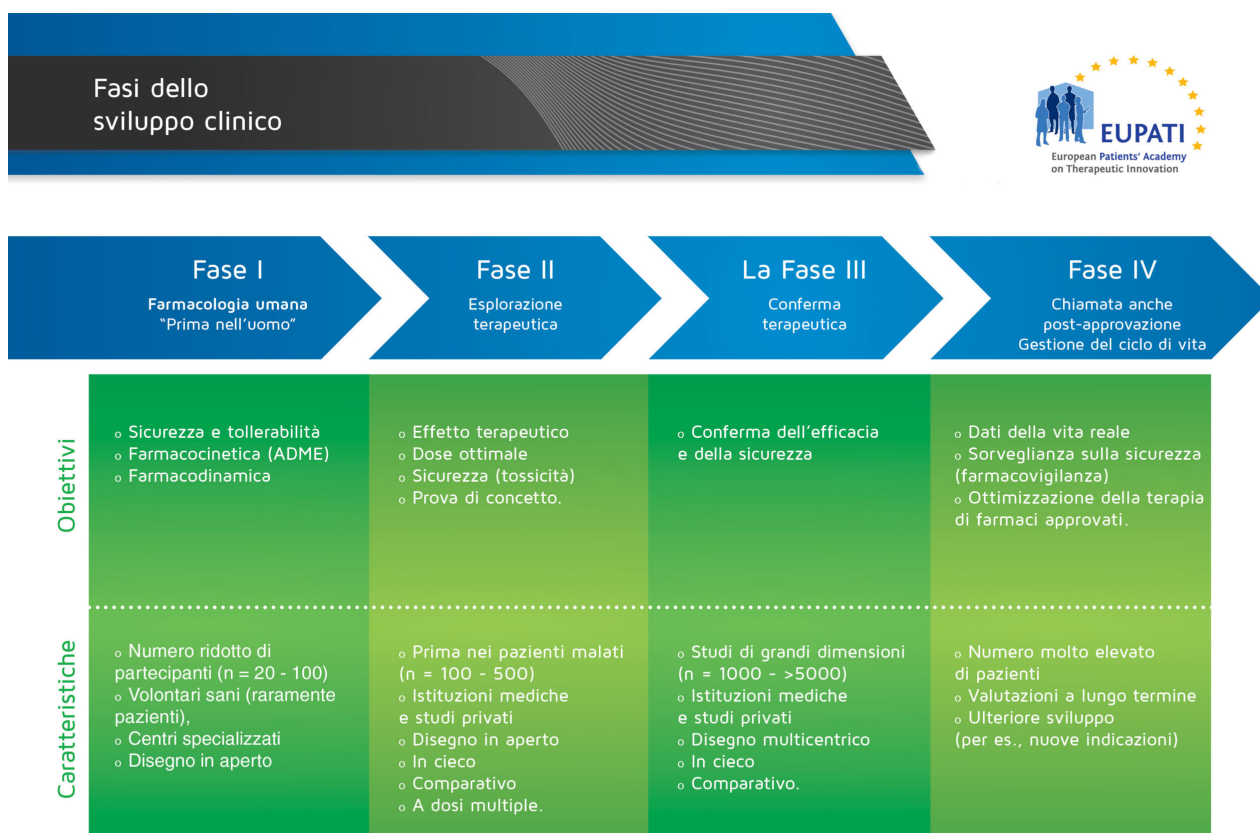 Fasi dello
sviluppo clinico
EUPATI
European Patients' Academy
on Therapeutic Innovation
Fase I
Farmacologia umana
“Prima nell’uomo”
Fase II
Esplorazione
terapeutica
La Fase III
Conferma
terapeutica
Fase IV
Chiamata anche
post-approvazione
Gestione del ciclo di vita
Obiettivi
o Sicurezza e tollerabilità
o Farmacocinetica (ADME)
o Farmacodinamica
o Effetto terapeutico
o Dose ottimale
o Sicurezza (tossicità)
o Prova di concetto.
o Conferma dell’efficacia
e della sicurezza
o Dati della vita reale
o Sorveglianza sulla sicurezza
(farmacovigilanza)
o Ottimizzazione della terapia
di farmaci approvati.
Caratteristiche
o Numero ridotto di
partecipanti (n = 20 - 100)
o Volontari sani (raramente
pazienti),
o Centri specializzati
o Disegno in aperto
o Prima nei pazienti malati
(n = 100 - 500)
o Istituzioni mediche
e studi privati
o Disegno in aperto
o In cieco
o Comparativo
o A dosi multiple.
o Studi di grandi dimensioni
(n = 1000 - >5000)
o Istituzioni mediche
e studi privati
o Disegno multicentrico
o In cieco
o Comparativo.
o Numero molto elevato
di pazienti
o Valutazioni a lungo termine
o Ulteriore sviluppo
(per es., nuove indicazioni)